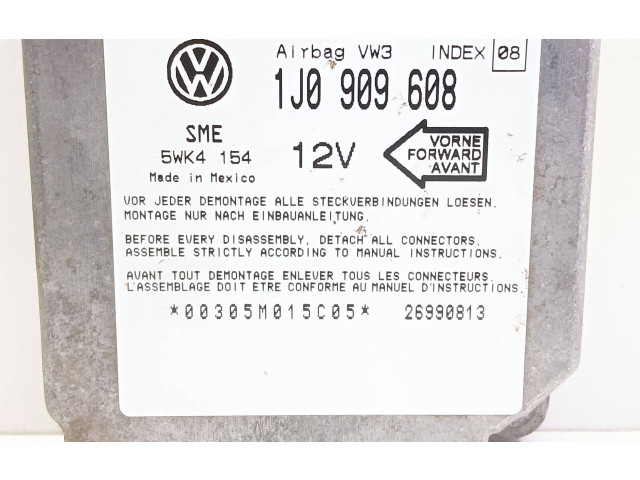 Airbag VW3 INDEX 08
1J0 909 608
SME
5WK4 154
12V
Made in Mexico
VORNE
FORWARD
AVANT
VOR JEDER DEMONTAGE ALLE STECKVERBINDUNGEN LOESEN.
MONTAGE NUR NACH EINBAUANLEITUNG.
BEFORE EVERY DISASSEMBLY, DETACH ALL CONNECTORS.
ASSEMBLE STRICTLY ACCORDING TO MANUAL INSTRUCTIONS.
AVANT TOUT DEMONTAGE ENLEVER TOUS LES CONNECTEURS.
L'ASSEMBLAGE DOIT ETRE CONFORME AU MANUEL D'INSTRUCTIONS.
*00305M015C05* 26990813